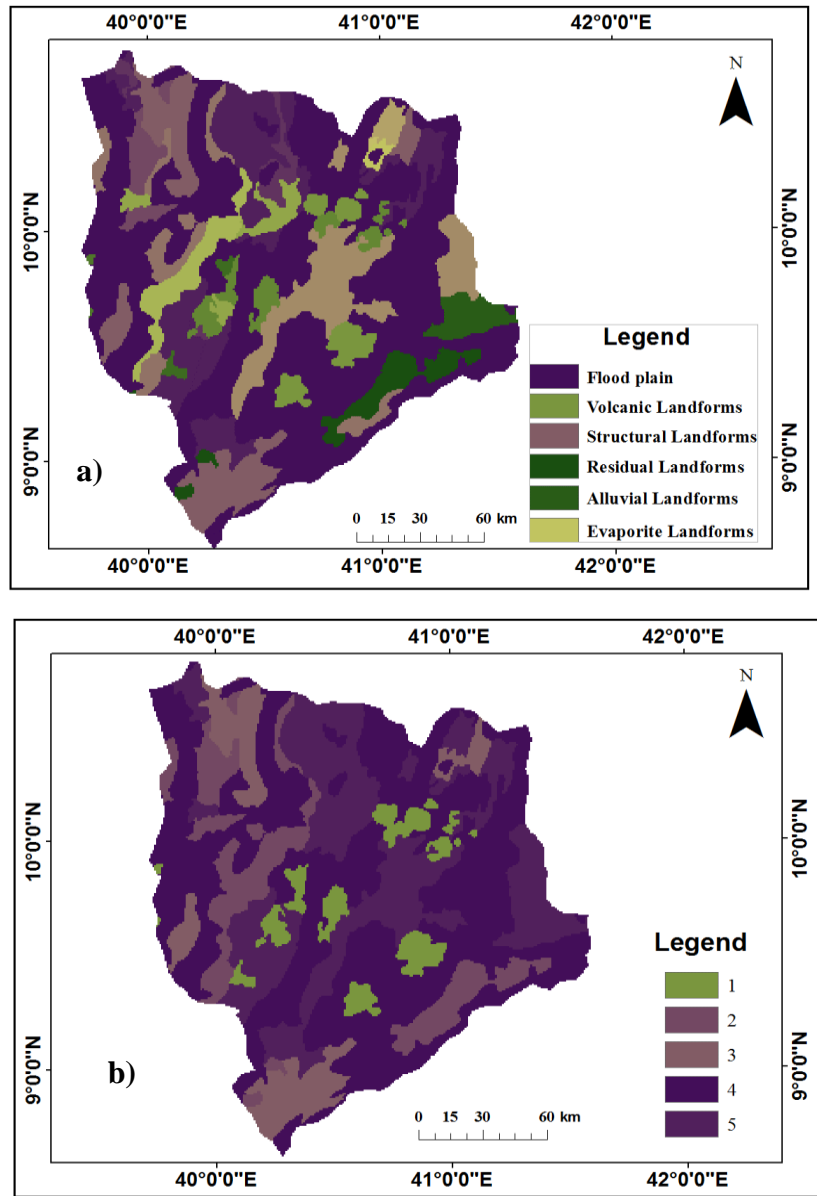 40°0'0"E 41°0'0"E 42°0'0"E
N
10°0'0"N 10°0'0"N
Legend
Flood plain
Volcanic Landforms
Structural Landforms
Residual Landforms
Alluvial Landforms
Evaporite Landforms
9°0'0"N 9°0'0"N
a)
0 15 30 60 km
40°0'0"E 41°0'0"E 42°0'0"E
40°0'0"E 41°0'0"E 42°0'0"E
N
10°0'0"N 10°0'0"N
Legend
1
2
3
4
5
9°0'0"N 9°0'0"N
b)
0 15 30 60 km
40°0'0"E 41°0'0"E 42°0'0"E